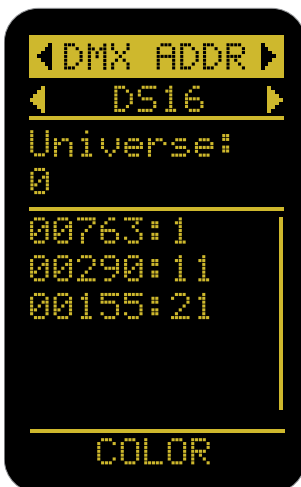 DMX ADDR
DS16
Universe:
0
00763:1
00290:11
00155:21
COLOR